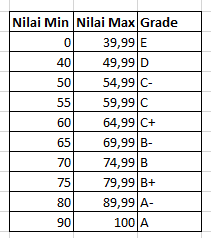 Nilai Min Nilai Max Grade
0 39,99 E
40 49,99 D
50 54,99 C-
55 59,99 C
60 64,99 C+
65 69,99 B-
70 74,99 B
75 79,99 B+
80 89,99 A-
90 100 A